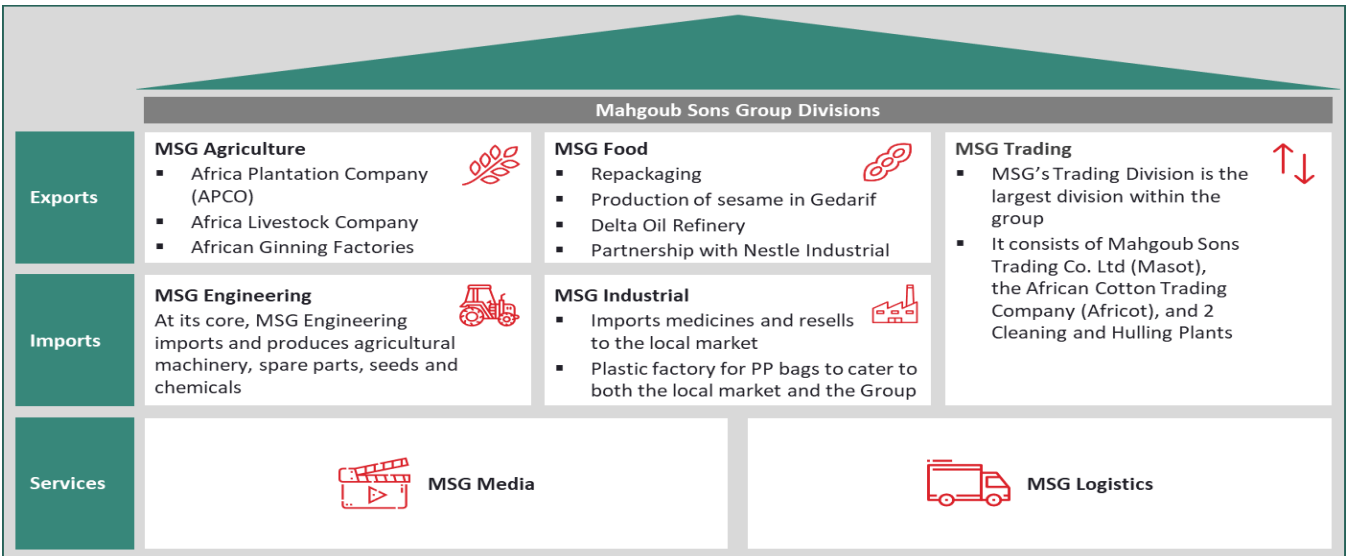 Mahgoub Sons Group Divisions
Exports
MSG Agriculture
▪ Africa Plantation Company
(APCO)
▪ Africa Livestock Company
▪ African Ginning Factories
MSG Food
▪ Repackaging
▪ Production of sesame in Gedarif
▪ Delta Oil Refinery
▪ Partnership with Nestle Industrial
MSG Trading
▪ MSG's Trading Division is the
largest division within the
group
▪ It consists of Mahgoub Sons
Trading Co. Ltd (Masot),
the African Cotton Trading
Company (Africot), and 2
Cleaning and Hulling Plants
Imports
MSG Engineering
At its core, MSG Engineering
imports and produces agricultural
machinery, spare parts, seeds and
chemicals
MSG Industrial
▪ Imports medicines and resells
to the local market
▪ Plastic factory for PP bags to cater to
both the local market and the Group
Services
MSG Media
MSG Logistics